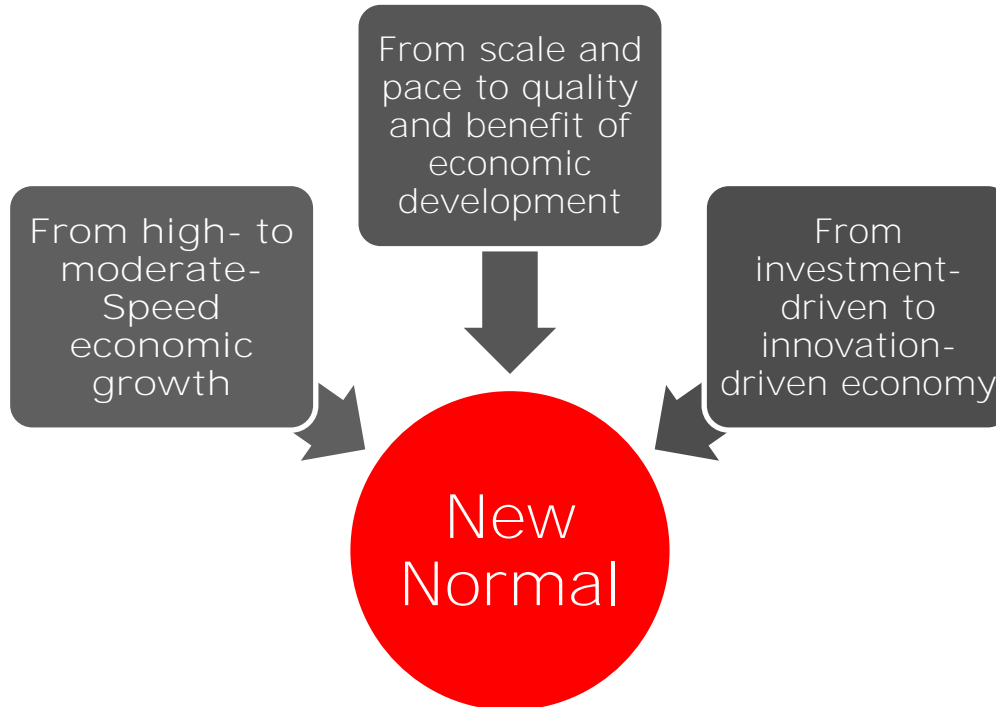 From scale and
pace to quality
and benefit of
economic
development
From high- to
moderate-
Speed
economic
growth
From
investment-
driven to
innovation-
driven economy
New
Normal